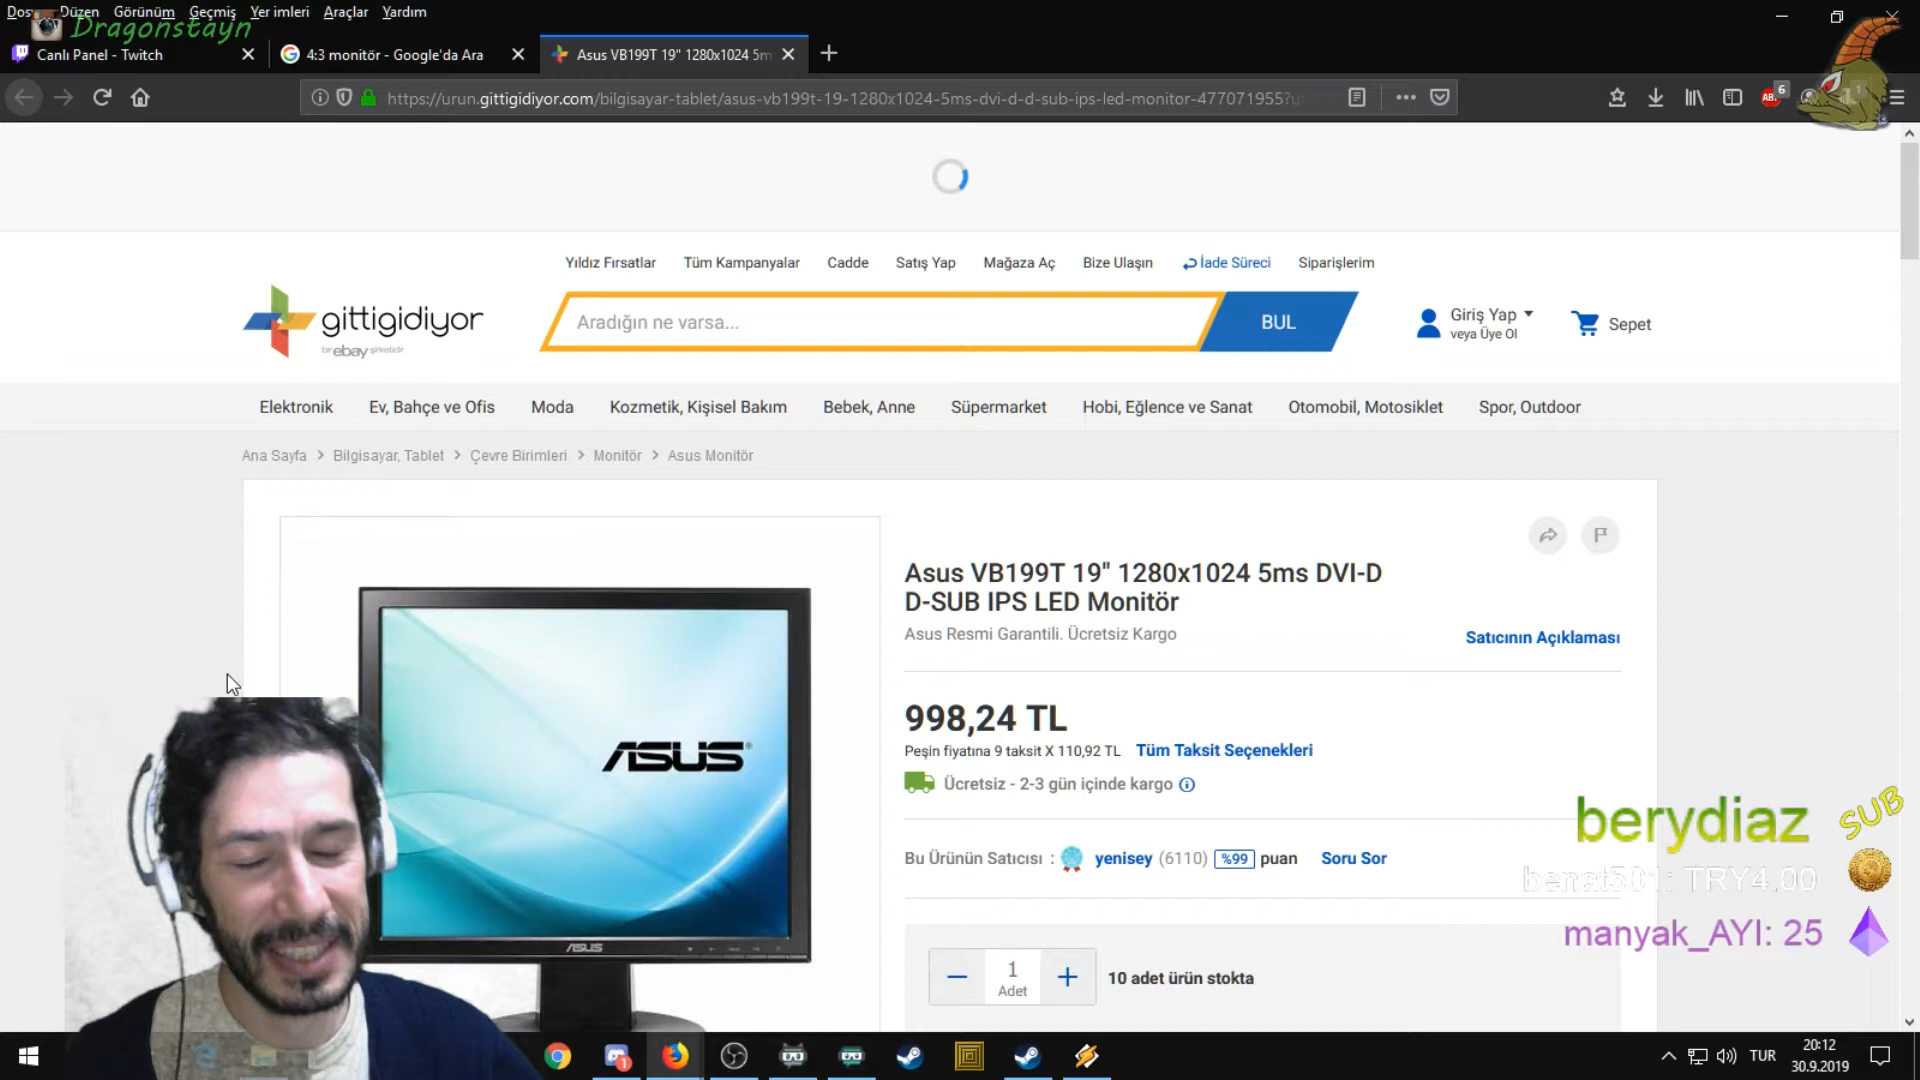 Düzen Görünüm Geçmiş Yer imleri Araçlar Yardım
Dragonstayn
Canlı Panel - Twitch
4:3 monitör - Google'da Ara
Asus VB199T 19" 1280x1024 5m
https://urun.gittigidiyor.com/bilgisayar-tablet/asus-vb199t-19-1280x1024-5ms-dvi-d-d-sub-ips-led-monitor-477071955?u
6
Yıldız Fırsatlar Tüm Kampanyalar Cadde Satış Yap Mağaza Aç Bize Ulaşın İade Süreci Siparişlerim
gittigidiyor
bir ebay şirketidir
Aradığın ne varsa...
BUL
Giriş Yap
veya Üye Ol
Sepet
Elektronik Ev, Bahçe ve Ofis Moda Kozmetik, Kişisel Bakım Bebek, Anne Süpermarket Hobi, Eğlence ve Sanat Otomobil, Motosiklet Spor, Outdoor
Ana Sayfa > Bilgisayar, Tablet > Çevre Birimleri > Monitör > Asus Monitör
Asus VB199T 19" 1280x1024 5ms DVI-D
D-SUB IPS LED Monitör
Asus Resmi Garantili. Ücretsiz Kargo
Satıcının Açıklaması
ASUS
998,24 TL
Peşin fiyatına 9 taksit X 110,92 TL Tüm Taksit Seçenekleri
Ücretsiz - 2-3 gün içinde kargo
Bu Ürünün Satıcısı : yenisey (6110) %99 puan Soru Sor
berydiaz SUB
benat501: TRY4,00
manyak_AYI: 25
ASUS
1
Adet
10 adet ürün stokta
1
TUR
20:12
30.9.2019